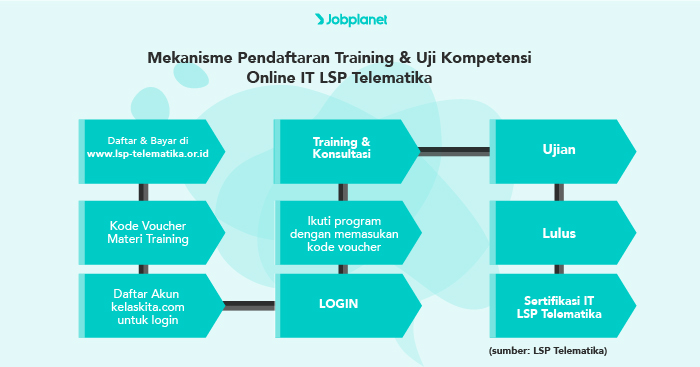 Jobplanet
Mekanisme Pendaftaran Training & Uji Kompetensi
Online IT LSP Telematika
Daftar & Bayar di
www.lsp-telematika.or.id
Kode Voucher
Materi Training
Daftar Akun
kelaskita.com
untuk login
LOGIN
Ikuti program
dengan memasukan
kode voucher
Training &
Konsultasi
Ujian
Lulus
Sertifikasi IT
LSP Telematika
(sumber: LSP Telematika)